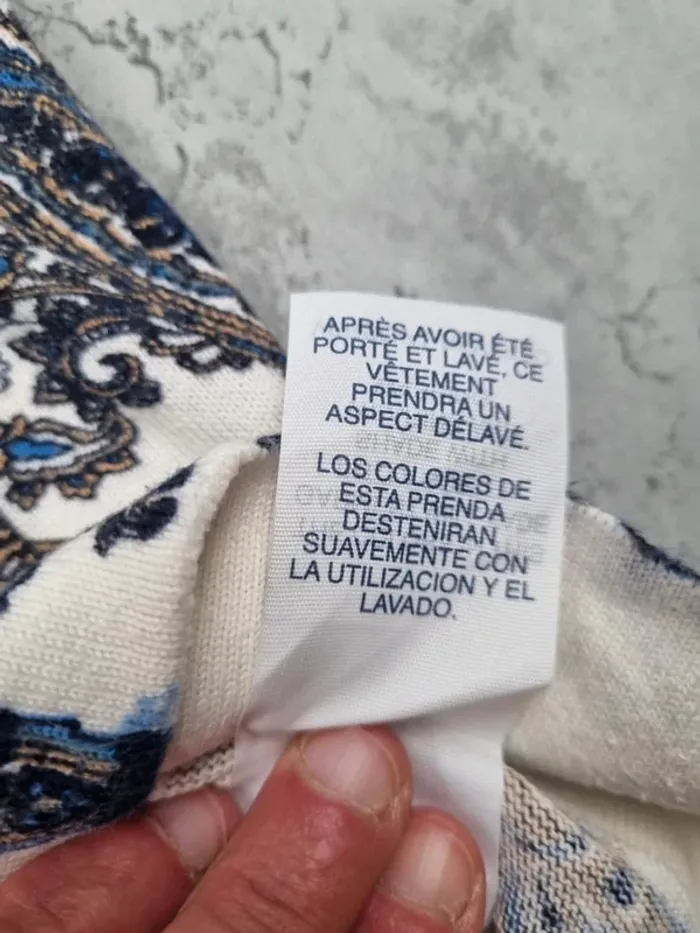 APRÈS AVOIR ÉTÉ
PORTÉ ET LAVÉ, CE
VÊTEMENT
PRENDRA UN
ASPECT DÉLAVÉ.
LOS COLORES DE
ESTA PRENDA
DESTENIRAN
SUAVEMENTE CON
LA UTILIZACION Y EL
LAVADO.